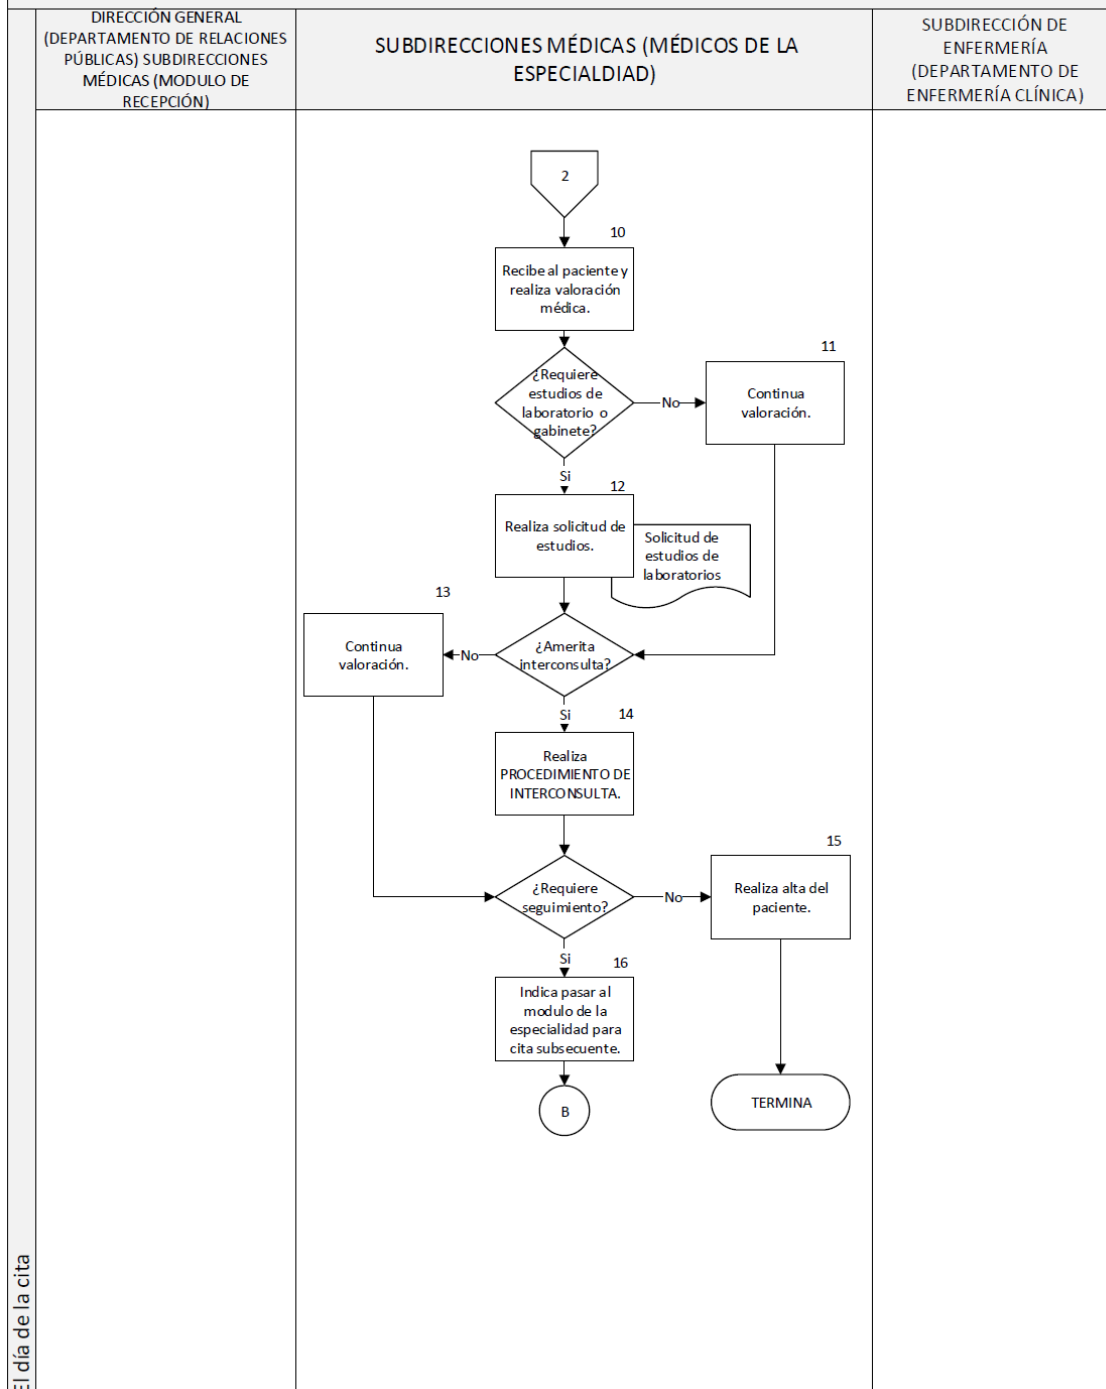 DIRECCIÓN GENERAL
(DEPARTAMENTO DE RELACIONES
PÚBLICAS) SUBDIRECCIONES
MÉDICAS (MODULO DE
RECEPCIÓN)
SUBDIRECCIONES MÉDICAS (MÉDICOS DE LA
ESPECIALDIAD)
SUBDIRECCIÓN DE
ENFERMERÍA
(DEPARTAMENTO DE
ENFERMERÍA CLÍNICA)
2
10
Recibe al paciente y
realiza valoración
médica.
¿Requiere
estudios de
laboratorio o
gabinete?
No
11
Continua
valoración.
Si
12
Realiza solicitud de
estudios.
Solicitud de
estudios de
laboratorios
13
Continua
valoración.
No
¿Amerita
interconsulta?
Si
14
Realiza
PROCEDIMIENTO DE
INTERCONSULTA.
¿Requiere
seguimiento?
No
15
Realiza alta del
paciente.
Si
16
Indica pasar al
modulo de la
especialidad para
cita subsecuente.
B
TERMINA
El día de la cita